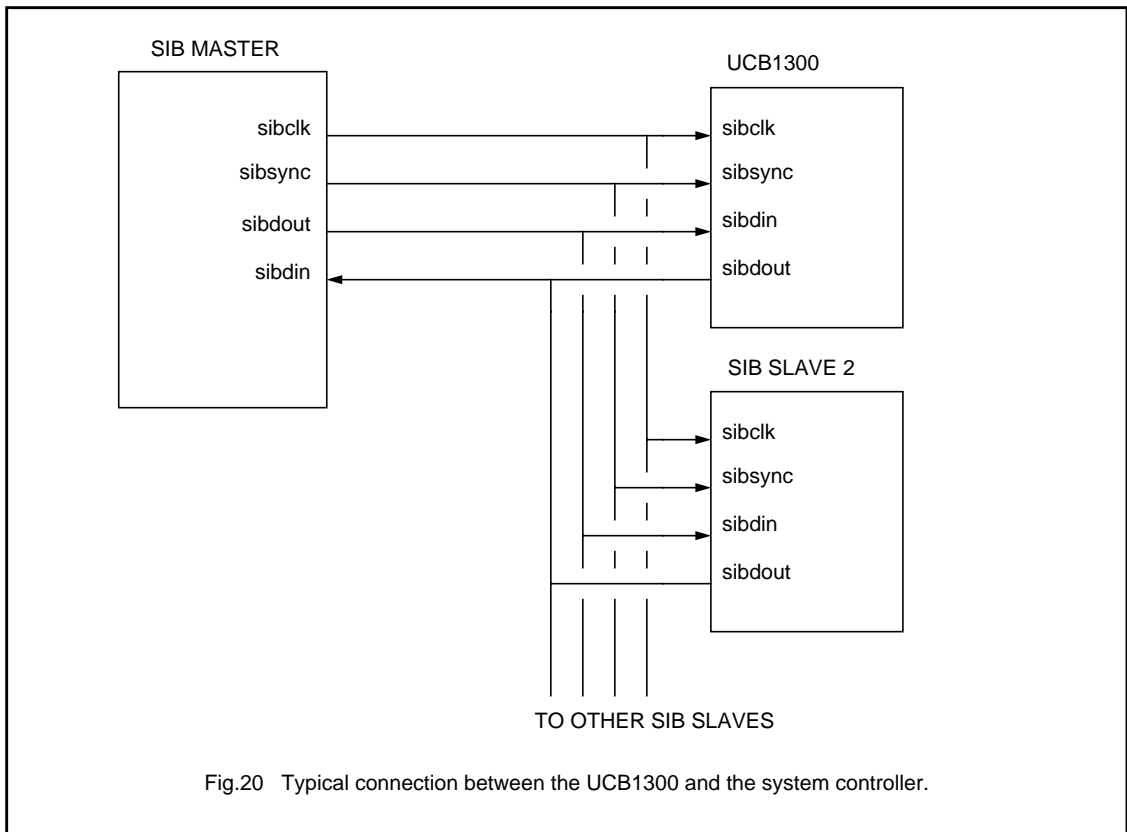 SIB MASTER
sibclk
sibsync
sibdout
sibdin
UCB1300
sibclk
sibsync
sibdin
sibdout
SIB SLAVE 2
sibclk
sibsync
sibdin
sibdout
TO OTHER SIB SLAVES
Fig.20 Typical connection between the UCB1300 and the system controller.